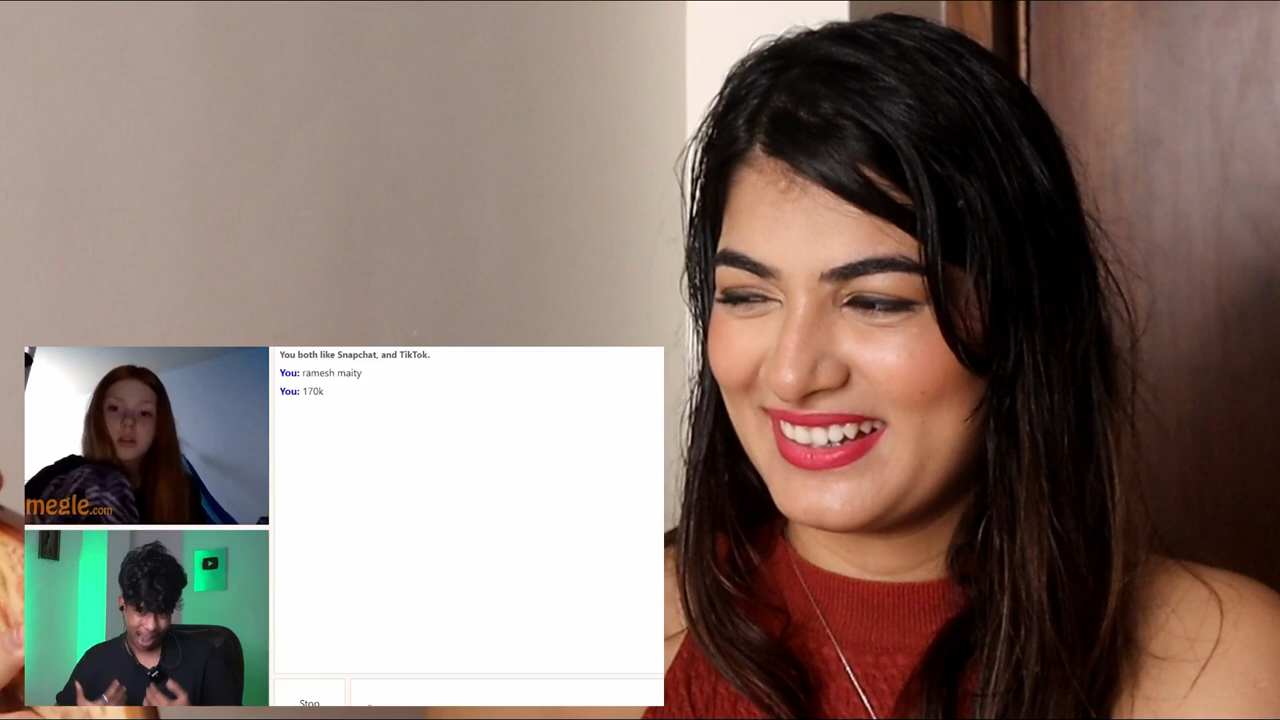 You both like Snapchat, and TikTok.
You: ramesh maity
You: 170k
megle.com
Stop